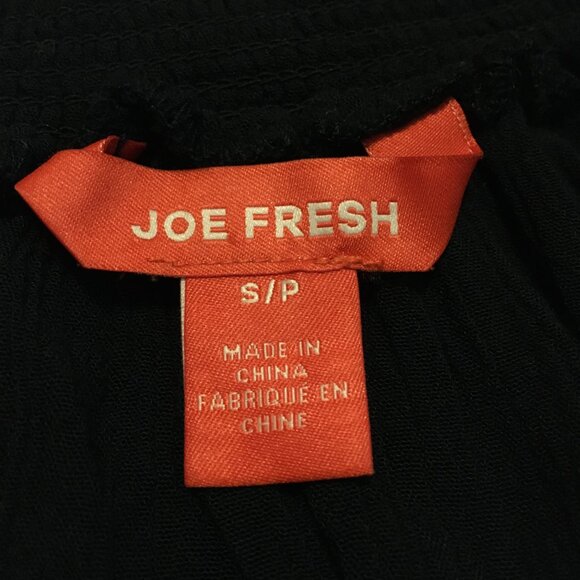 JOE FRESH
S/P
MADE IN
CHINA
FABRIQUE EN
CHINE